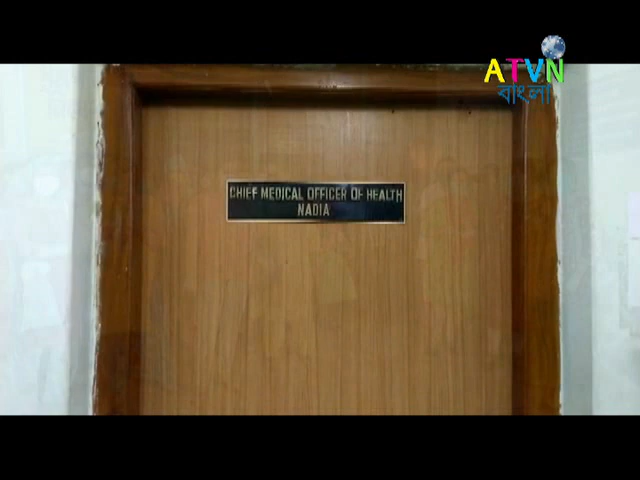 ATVN
বাংলা
CHIEF MEDICAL OFFICER OF HEALTH
NADIA